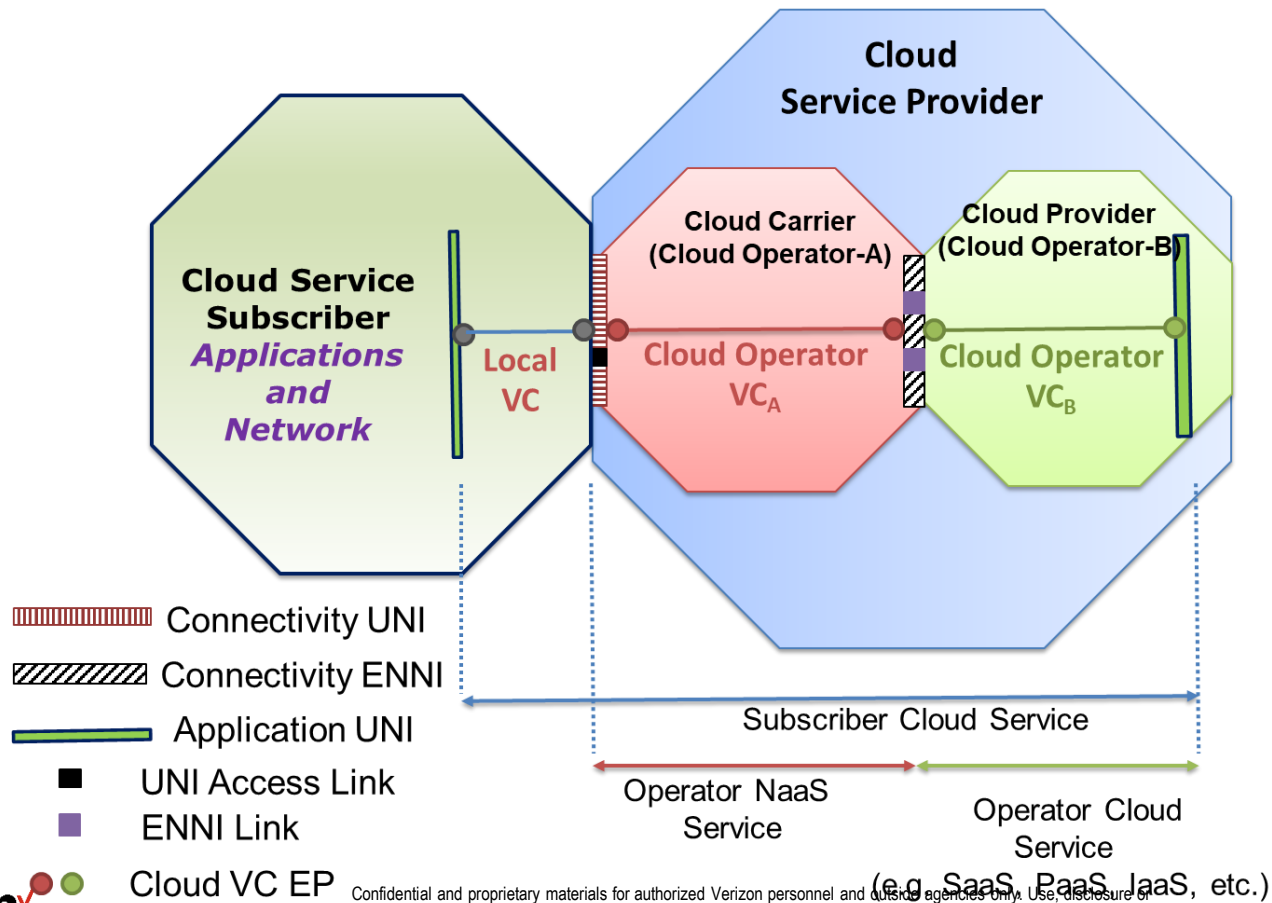 Cloud
Service Provider
Cloud Carrier
(Cloud Operator-A)
Cloud Provider
(Cloud Operator-B)
Cloud Service
Subscriber
Applications
and
Network
Local
VC
Cloud Operator
VCA
Cloud Operator
VCB
Connectivity UNI
Connectivity ENNI
Application UNI
UNI Access Link
ENNI Link
Cloud VC EP
Subscriber Cloud Service
Operator NaaS
Service
Operator Cloud
Service
(e.g., SaaS, PaaS, IaaS, etc.)
Confidential and proprietary materials for authorized Verizon personnel and outside agencies only. Use, disclosure or